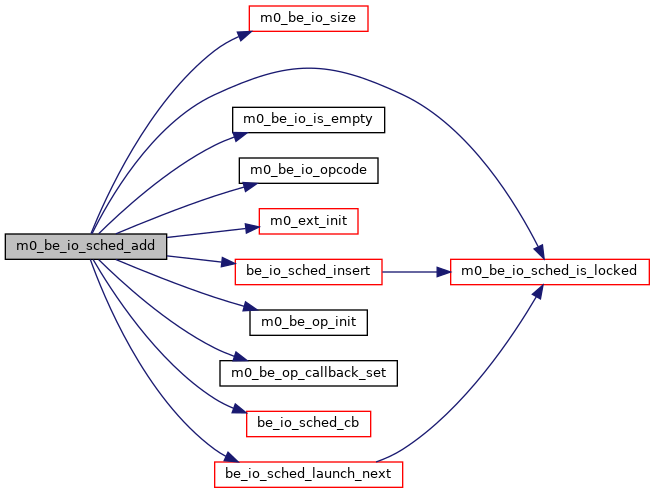 m0_be_io_size
m0_be_io_is_empty
m0_be_io_opcode
m0_be_io_sched_add
m0_ext_init
be_io_sched_insert
m0_be_io_sched_is_locked
m0_be_op_init
m0_be_op_callback_set
be_io_sched_cb
be_io_sched_launch_next